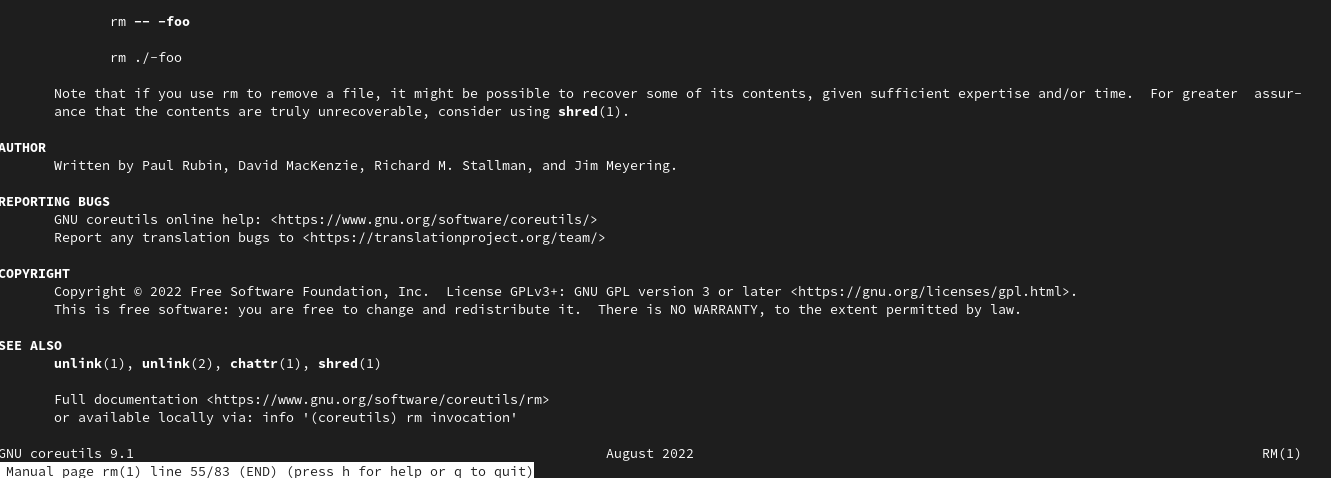 rm -- -foo
rm ./-foo
Note that if you use rm to remove a file, it might be possible to recover some of its contents, given sufficient expertise and/or time.  For greater  assur-
ance that the contents are truly unrecoverable, consider using shred(1).
AUTHOR
Written by Paul Rubin, David MacKenzie, Richard M. Stallman, and Jim Meyering.
REPORTING BUGS
GNU coreutils online help: <https://www.gnu.org/software/coreutils/>
Report any translation bugs to <https://translationproject.org/team/>
COPYRIGHT
Copyright © 2022 Free Software Foundation, Inc.  License GPLv3+: GNU GPL version 3 or later <https://gnu.org/licenses/gpl.html>.
This is free software: you are free to change and redistribute it.  There is NO WARRANTY, to the extent permitted by law.
SEE ALSO
unlink(1), unlink(2), chattr(1), shred(1)
Full documentation <https://www.gnu.org/software/coreutils/rm>
or available locally via: info '(coreutils) rm invocation'
GNU coreutils 9.1 August 2022 RM(1)
Manual page rm(1) line 55/83 (END) (press h for help or q to quit)